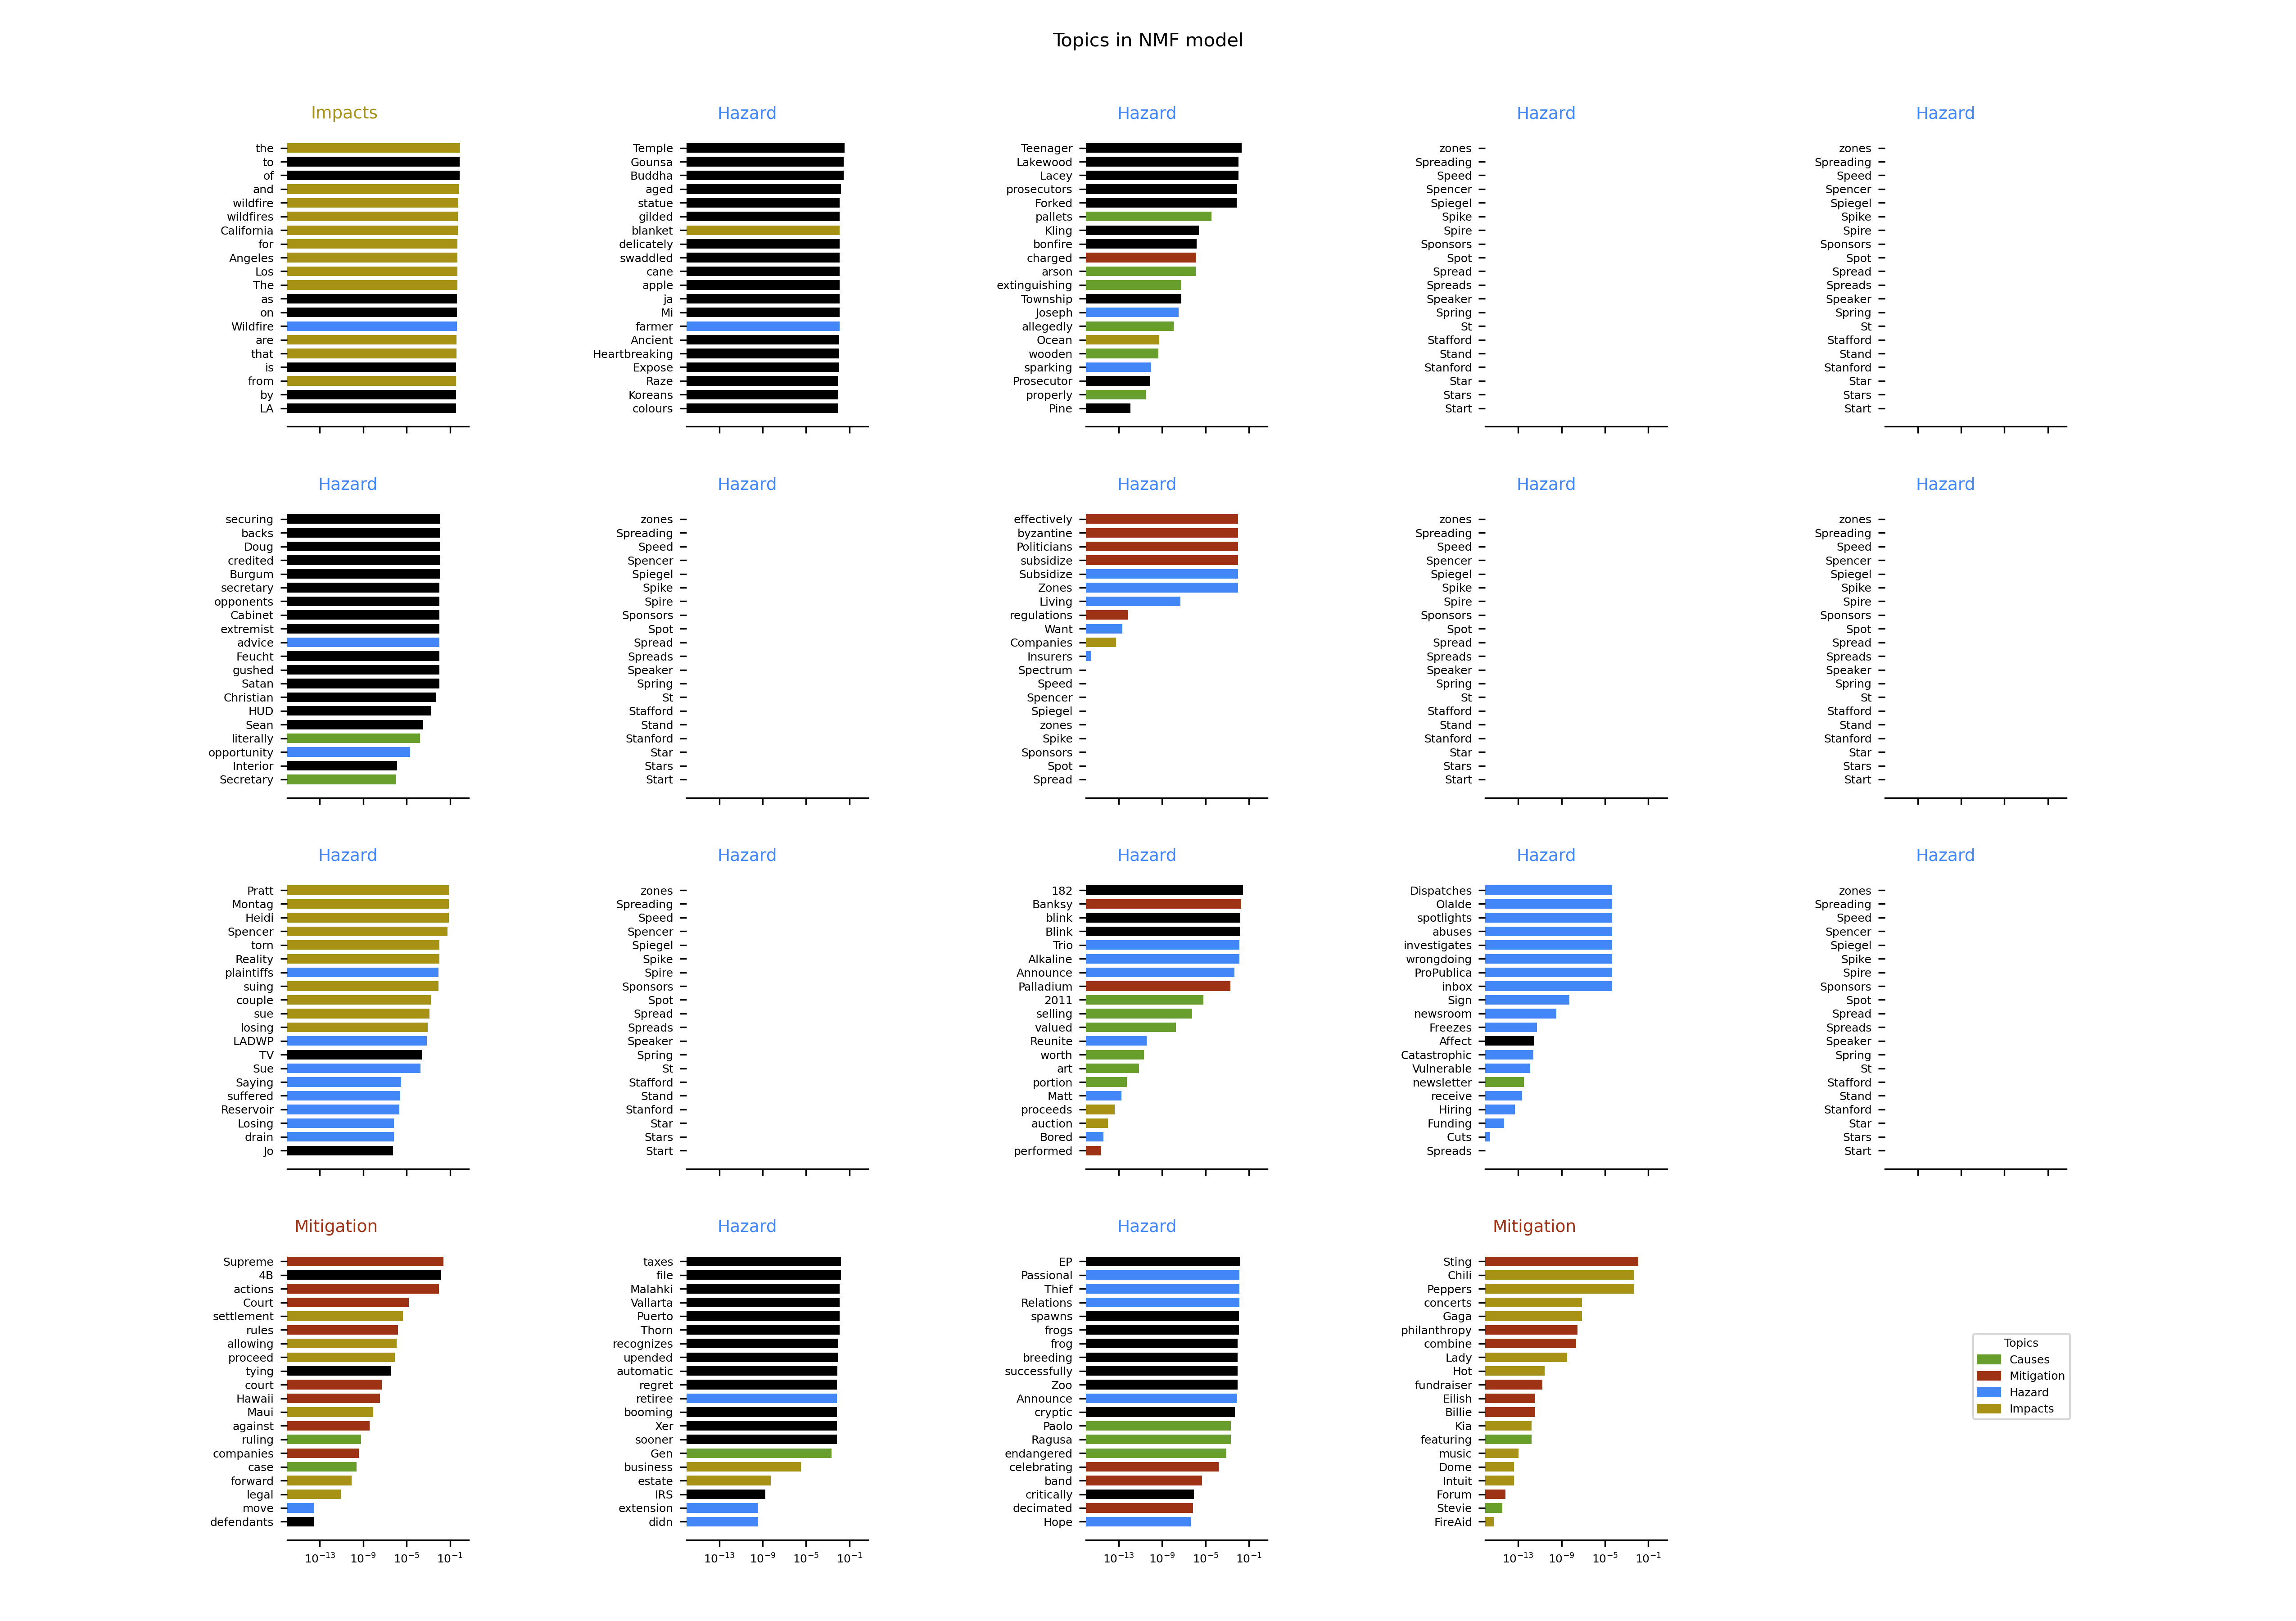 Topics in NMF model
Impacts
the
to
of
and
wildfire
wildfires
California
for
Angeles
Los
The
as
on
Wildfire
are
that
is
from
by
LA
Hazard
Temple
Gounsa
Buddha
aged
statue
gilded
blanket
delicately
swaddled
cane
apple
ja
Mi
farmer
Ancient
Heartbreaking
Expose
Raze
Koreans
colours
Hazard
Teenager
Lakewood
Lacey
prosecutors
Forked
pallets
Kling
bonfire
charged
arson
extinguishing
Township
Joseph
allegedly
Ocean
wooden
sparking
Prosecutor
properly
Pine
Hazard
zones
Spreading
Speed
Spencer
Spiegel
Spike
Spire
Sponsors
Spot
Spread
Spreads
Speaker
Spring
St
Stafford
Stand
Stanford
Star
Stars
Start
Hazard
zones
Spreading
Speed
Spencer
Spiegel
Spike
Spire
Sponsors
Spot
Spread
Spreads
Speaker
Spring
St
Stafford
Stand
Stanford
Star
Stars
Start
Hazard
securing
backs
Doug
credited
Burgum
secretary
opponents
Cabinet
extremist
advice
Feucht
gushed
Satan
Christian
HUD
Sean
literally
opportunity
Interior
Secretary
Hazard
zones
Spreading
Speed
Spencer
Spiegel
Spike
Spire
Sponsors
Spot
Spread
Spreads
Speaker
Spring
St
Stafford
Stand
Stanford
Star
Stars
Start
Hazard
effectively
byzantine
Politicians
subsidize
Subsidize
Zones
Living
regulations
Want
Companies
Insurers
Spectrum
Speed
Spencer
Spiegel
zones
Spike
Sponsors
Spot
Spread
Hazard
zones
Spreading
Speed
Spencer
Spiegel
Spike
Spire
Sponsors
Spot
Spread
Spreads
Speaker
Spring
St
Stafford
Stand
Stanford
Star
Stars
Start
Hazard
zones
Spreading
Speed
Spencer
Spiegel
Spike
Spire
Sponsors
Spot
Spread
Spreads
Speaker
Spring
St
Stafford
Stand
Stanford
Star
Stars
Start
Hazard
Pratt
Montag
Heidi
Spencer
torn
Reality
plaintiffs
suing
couple
sue
losing
LADWP
TV
Sue
Saying
suffered
Reservoir
Losing
drain
Jo
Hazard
zones
Spreading
Speed
Spencer
Spiegel
Spike
Spire
Sponsors
Spot
Spread
Spreads
Speaker
Spring
St
Stafford
Stand
Stanford
Star
Stars
Start
Hazard
182
Banksy
blink
Blink
Trio
Alkaline
Announce
Palladium
2011
selling
valued
Reunite
worth
art
portion
Matt
proceeds
auction
Bored
performed
Hazard
Dispatches
Olalde
spotlights
abuses
investigates
wrongdoing
ProPublica
inbox
Sign
newsroom
Freezes
Affect
Catastrophic
Vulnerable
newsletter
receive
Hiring
Funding
Cuts
Spreads
Hazard
zones
Spreading
Speed
Spencer
Spiegel
Spike
Spire
Sponsors
Spot
Spread
Spreads
Speaker
Spring
St
Stafford
Stand
Stanford
Star
Stars
Start
Mitigation
Supreme
4B
actions
Court
settlement
rules
allowing
proceed
tying
court
Hawaii
Maui
against
ruling
companies
case
forward
legal
move
defendants
10⁻¹³ 10⁻⁹ 10⁻⁵ 10⁻¹
Hazard
taxes
file
Malahki
Vallarta
Puerto
Thorn
recognizes
upended
automatic
regret
retiree
booming
Xer
sooner
Gen
business
estate
IRS
extension
didn
10⁻¹³ 10⁻⁹ 10⁻⁵ 10⁻¹
Hazard
EP
Passional
Thief
Relations
spawns
frogs
frog
breeding
successfully
Zoo
Announce
cryptic
Paolo
Ragusa
endangered
celebrating
band
critically
decimated
Hope
10⁻¹³ 10⁻⁹ 10⁻⁵ 10⁻¹
Mitigation
Sting
Chili
Peppers
concerts
Gaga
philanthropy
combine
Lady
Hot
fundraiser
Eilish
Billie
Kia
featuring
music
Dome
Intuit
Forum
Stevie
FireAid
10⁻¹³ 10⁻⁹ 10⁻⁵ 10⁻¹
Topics
Causes
Mitigation
Hazard
Impacts